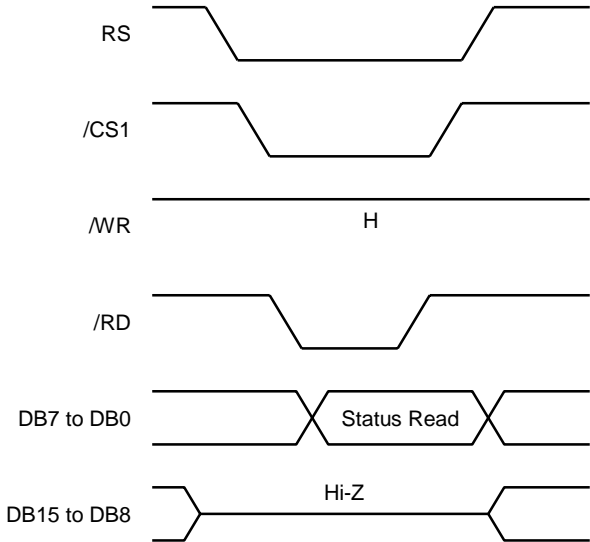 RS
/CS1
/WR
H
/RD
DB7 to DB0
Status Read
Hi-Z
DB15 to DB8